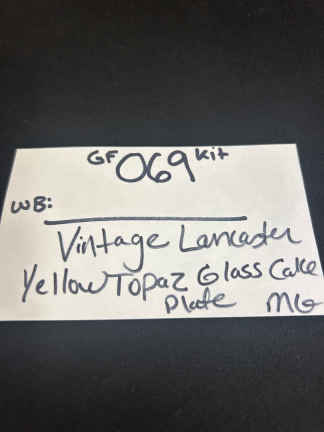 GF 069 Kit
WB:
Vintage Lancaster
Yellow Topaz Glass Cake
Plate MG